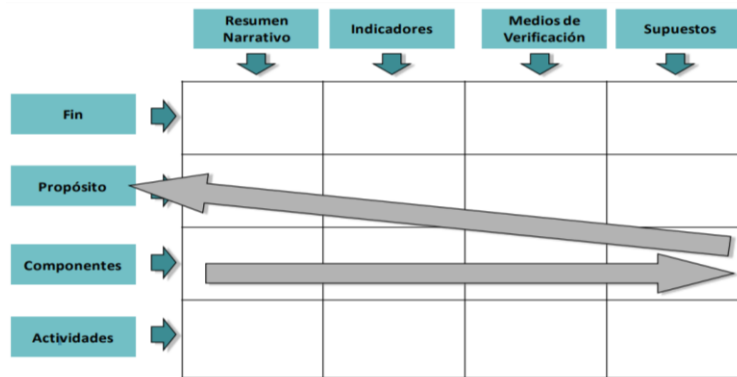 Resumen
Narrativo
Indicadores
Medios de
Verificación
Supuestos
Fin
Propósito
Componentes
Actividades